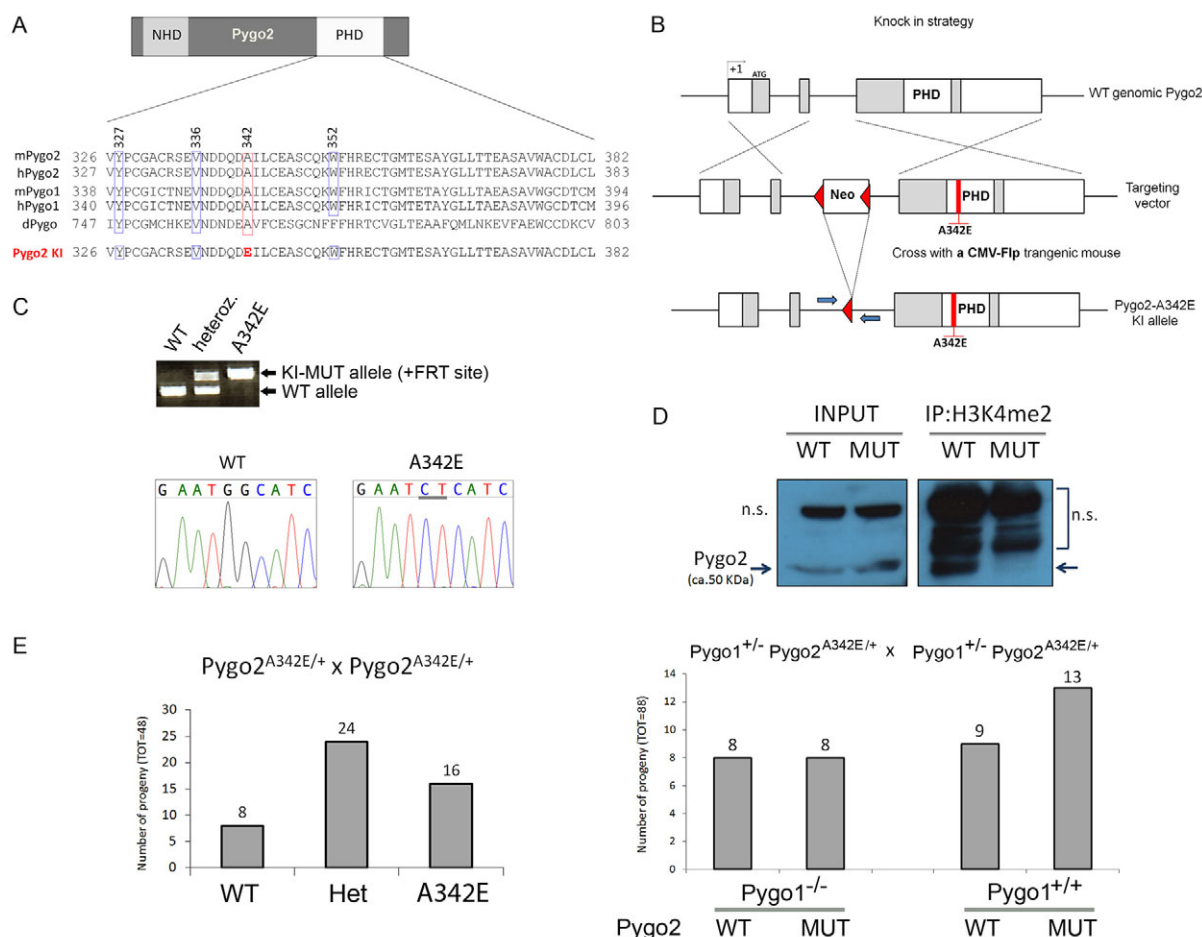 A
NHD Pygo2 PHD
327 336 342 352
mPygo2 326 VYPCGACRSEVNDDQDAILCEASCQKWFHRECTGMTESAYGLLTTEASAVWACDLCL 382
hPygo2 327 VYPCGACRSEVNDDQDAILCEASCQKWFHRECTGMTESAYGLLTTEASAVWACDLCL 383
mPygo1 338 VYPCGICTNEVNDDQDAILCEASCQKWFHRICTGMTETAYGLLTAEASAVWGCDTCM 394
hPygo1 340 VYPCGICTNEVNDDQDAILCEASCQKWFHRICTGMTETAYGLLTAEASAVWGCDTCM 396
dPygo 747 IYPCGMCHKEVNDNDEAVFCESGCNFFFHRTCVGLTEAAFQMLNKEVFAEWCCDKCV 803
Pygo2 KI 326 VYPCGACRSEVNDDQDEILCEASCQKWFHRECTGMTESAYGLLTTEASAVWACDLCL 382
B
Knock in strategy
+1 ATG
PHD
WT genomic Pygo2
Neo PHD
Targeting
vector
A342E
Cross with a CMV-Flp trangenic mouse
PHD
Pygo2-A342E
KI allele
A342E
C
WT heteroz. A342E
KI-MUT allele (+FRT site)
WT allele
WT A342E
G A A T G G C A T C G A A T C T C A T C
D
INPUT IP:H3K4me2
WT MUT WT MUT
n.s. n.s.
Pygo2
(ca.50 KDa)
E
Pygo2A342E/+ x Pygo2A342E/+
Number of progeny (TOT=48)
30
25
20
15
10
5
0
8 24 16
WT Het A342E
Pygo1+/- Pygo2A342E/+ x Pygo1+/- Pygo2A342E/+
Number of progeny (TOT=88)
14
12
10
8
6
4
2
0
8 8 9 13
Pygo1-/- Pygo1+/+
Pygo2 WT MUT WT MUT